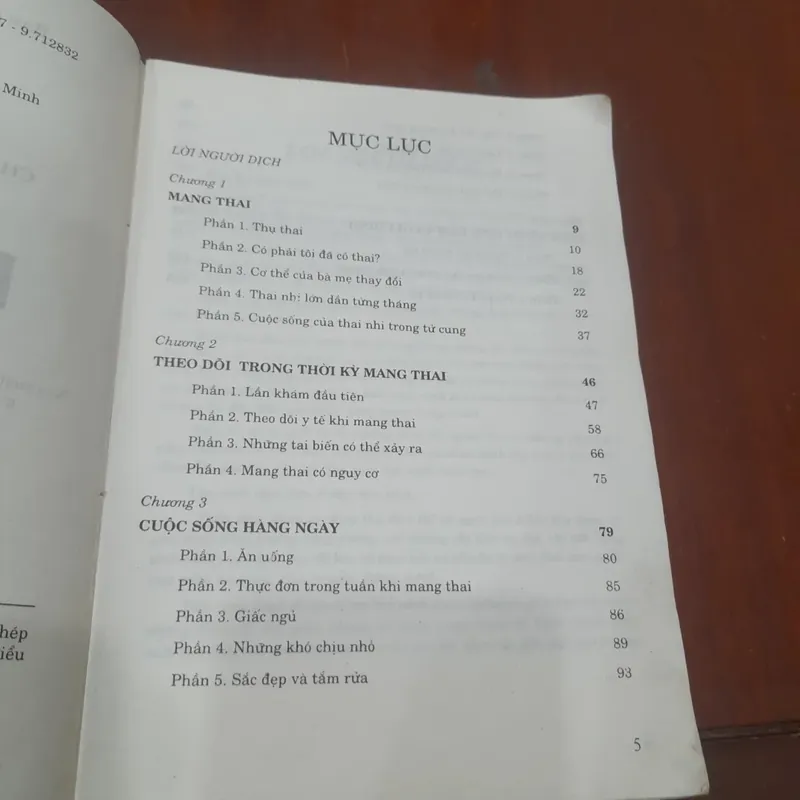 7 - 9.712832
Minh
hép
iểu
MỤC LỤC
LỜI NGƯỜI DỊCH
Chương 1
MANG THAI 9
Phần 1. Thụ thai 10
Phần 2. Có phải tôi đã có thai? 18
Phần 3. Cơ thể của bà mẹ thay đổi 22
Phần 4. Thai nhi lớn dần từng tháng 32
Phần 5. Cuộc sống của thai nhi trong tử cung 37
Chương 2
THEO DÕI TRONG THỜI KỲ MANG THAI 46
Phần 1. Lần khám đầu tiên 47
Phần 2. Theo dõi y tế khi mang thai 58
Phần 3. Những tai biến có thể xảy ra 66
Phần 4. Mang thai có nguy cơ 75
Chương 3
CUỘC SỐNG HÀNG NGÀY 79
Phần 1. Ăn uống 80
Phần 2. Thực đơn trong tuần khi mang thai 85
Phần 3. Giấc ngủ 86
Phần 4. Những khó chịu nhỏ 89
Phần 5. Sắc đẹp và tắm rửa 93
5